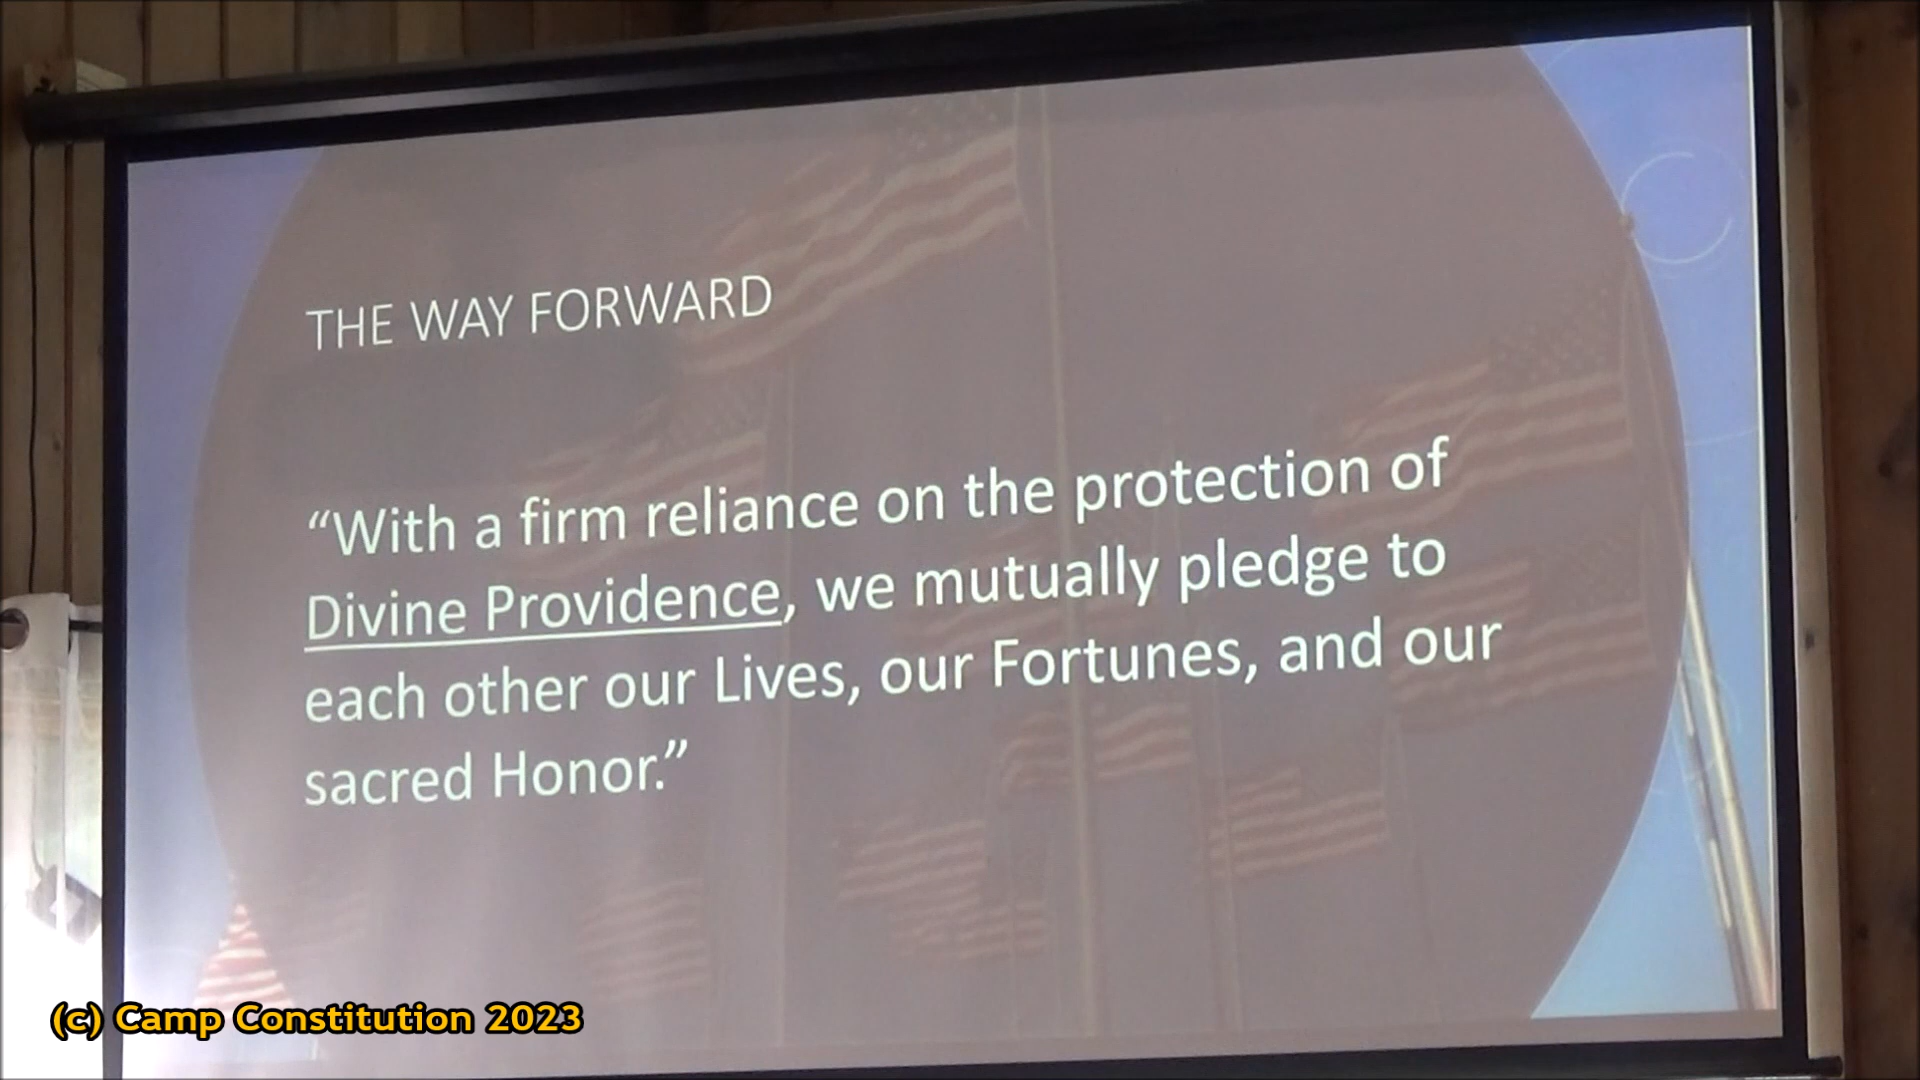 THE WAY FORWARD
“With a firm reliance on the protection of
Divine Providence, we mutually pledge to
each other our Lives, our Fortunes, and our
sacred Honor.”
(c) Camp Constitution 2023